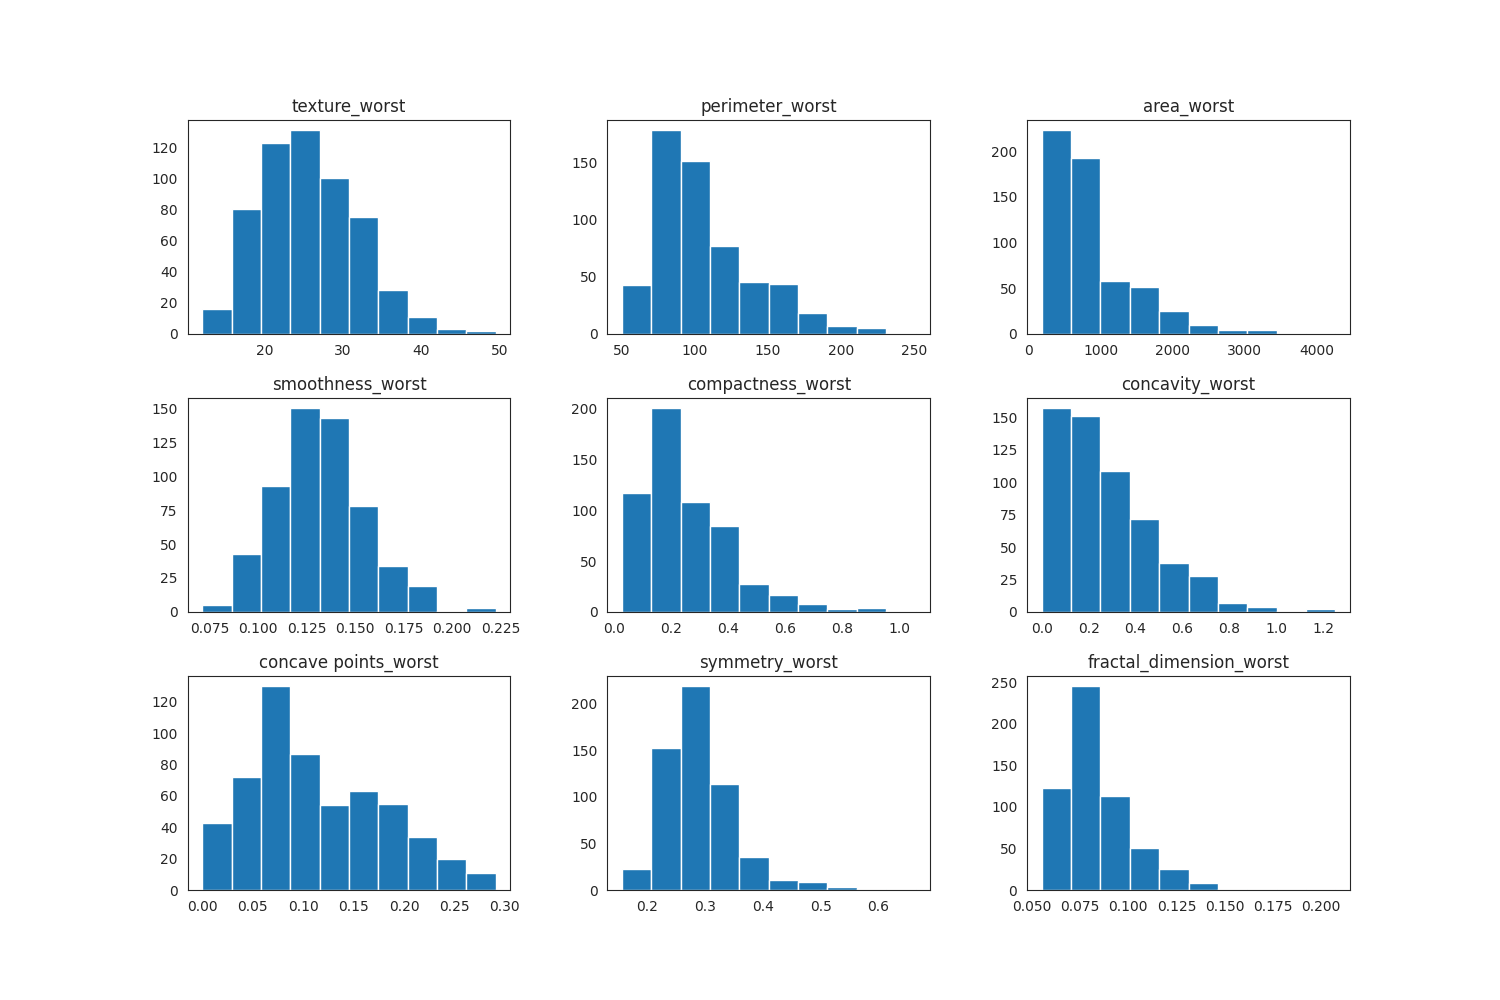 texture_worst
perimeter_worst
area_worst
120
100
80
60
40
20
0
20 30 40 50
150
100
50
0
50 100 150 200 250
200
150
100
50
0
0 1000 2000 3000 4000
smoothness_worst
compactness_worst
concavity_worst
150
125
100
75
50
25
0
0.075 0.100 0.125 0.150 0.175 0.200 0.225
200
150
100
50
0
0.0 0.2 0.4 0.6 0.8 1.0
150
125
100
75
50
25
0
0.0 0.2 0.4 0.6 0.8 1.0 1.2
concave points_worst
symmetry_worst
fractal_dimension_worst
120
100
80
60
40
20
0
0.00 0.05 0.10 0.15 0.20 0.25 0.30
200
150
100
50
0
0.2 0.3 0.4 0.5 0.6
250
200
150
100
50
0
0.050 0.075 0.100 0.125 0.150 0.175 0.200